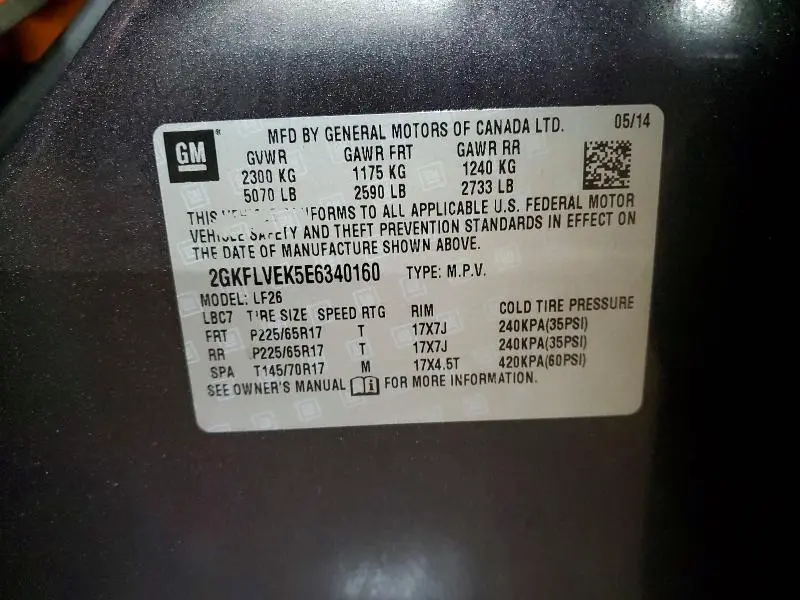 GM
MFD BY GENERAL MOTORS OF CANADA LTD. 05/14
GVWR GAWR FRT GAWR RR
2300 KG 1175 KG 1240 KG
5070 LB 2590 LB 2733 LB
THIS TO ALL APPLICABLE U.S. FEDERAL MOTOR
VEHICLE SAFETY AND THEFT PREVENTION STANDARDS IN EFFECT ON
THE DATE OF MANUFACTURE SHOWN ABOVE.
2GKFLVEK5E6340160 TYPE: M.P.V.
MODEL: LF26
LBC7 TIRE SIZE SPEED RTG RIM COLD TIRE PRESSURE
FRT P225/65R17 T 17X7J 240KPA(35PSI)
RR P225/65R17 T 17X7J 240KPA(35PSI)
SPA T145/70R17 M 17X4.5T 420KPA(60PSI)
SEE OWNER'S MANUAL FOR MORE INFORMATION.